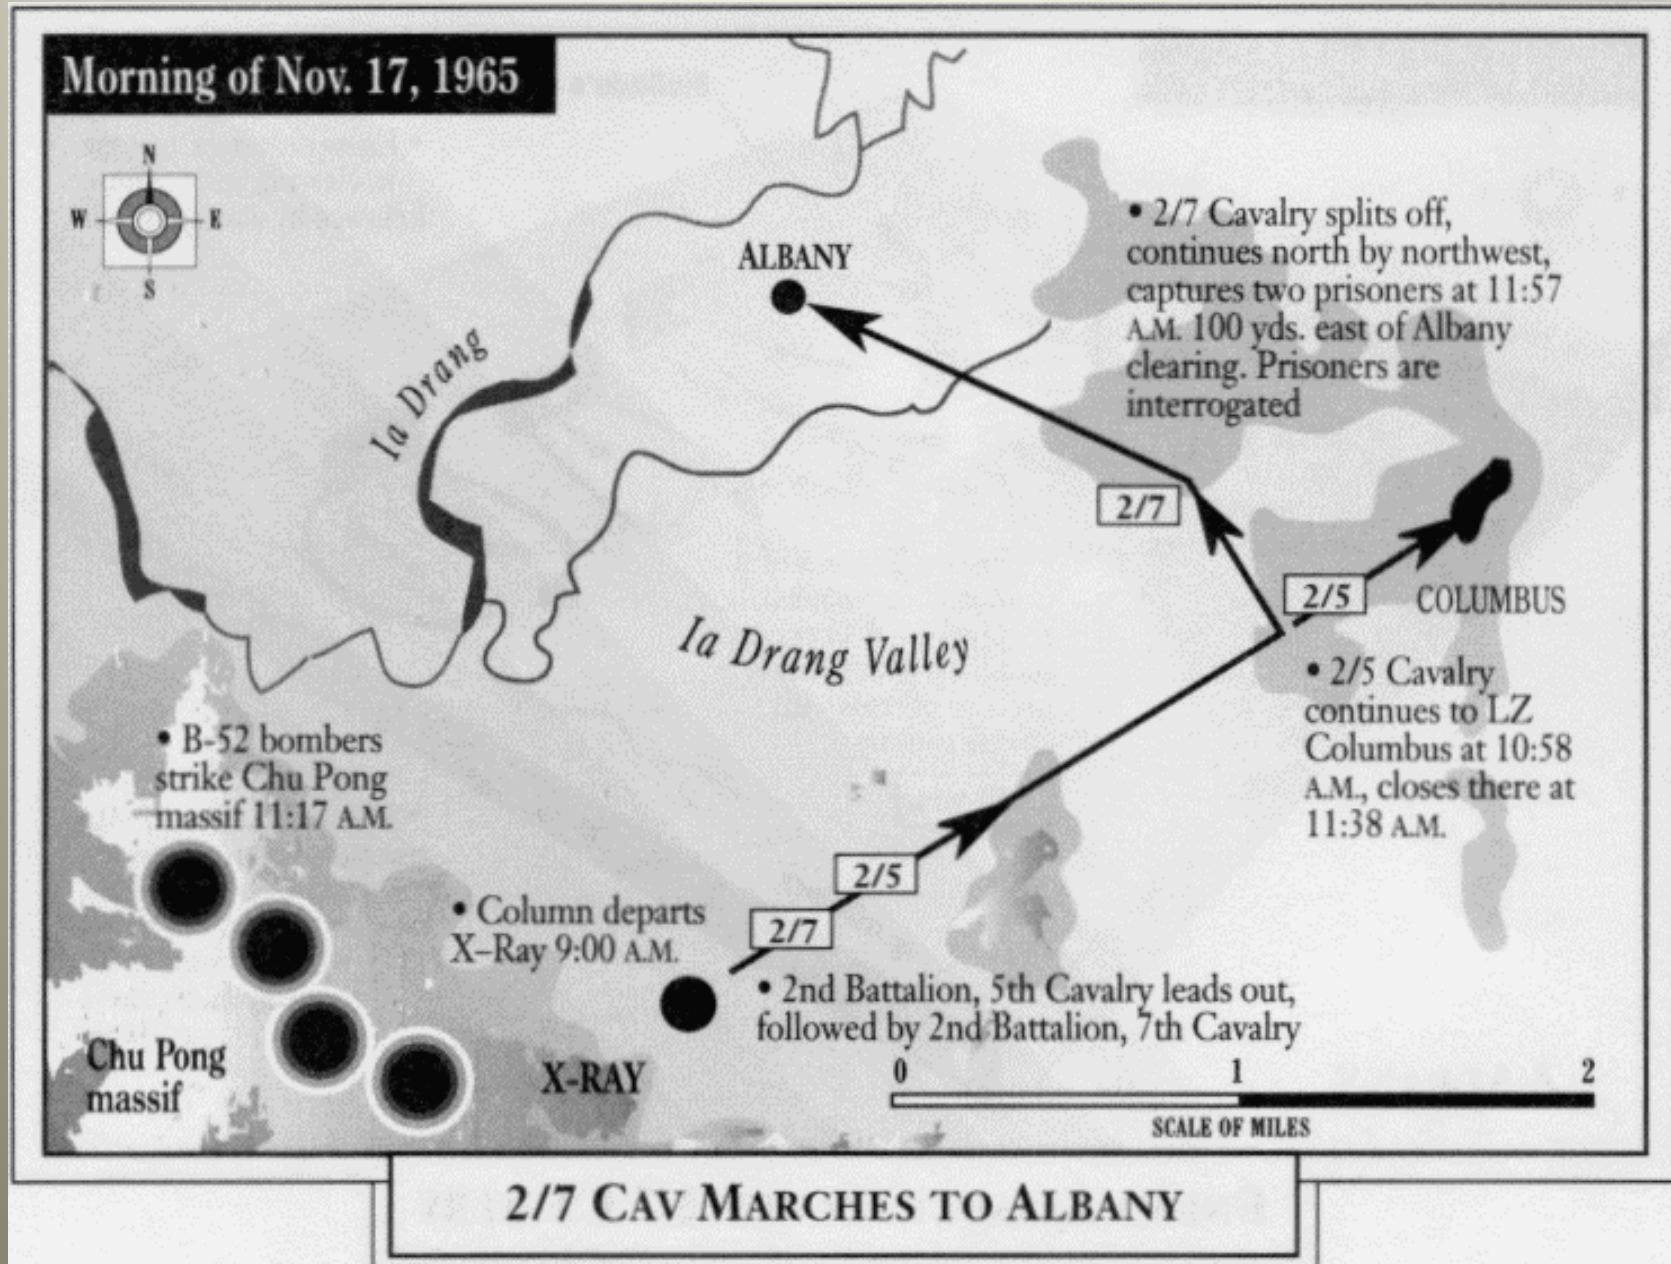 Morning of Nov. 17, 1965
N
W
E
S
ALBANY
• 2/7 Cavalry splits off,
continues north by northwest,
captures two prisoners at 11:57
A.M. 100 yds. east of Albany
clearing. Prisoners are
interrogated
Ia Drang
2/7
2/5
COLUMBUS
Ia Drang Valley
• 2/5 Cavalry
continues to LZ
Columbus at 10:58
A.M., closes there at
11:38 A.M.
• B-52 bombers
strike Chu Pong
massif 11:17 A.M.
2/5
2/7
• Column departs
X–Ray 9:00 A.M.
• 2nd Battalion, 5th Cavalry leads out,
followed by 2nd Battalion, 7th Cavalry
Chu Pong
massif
X-RAY
0 1 2
SCALE OF MILES
2/7 CAV MARCHES TO ALBANY